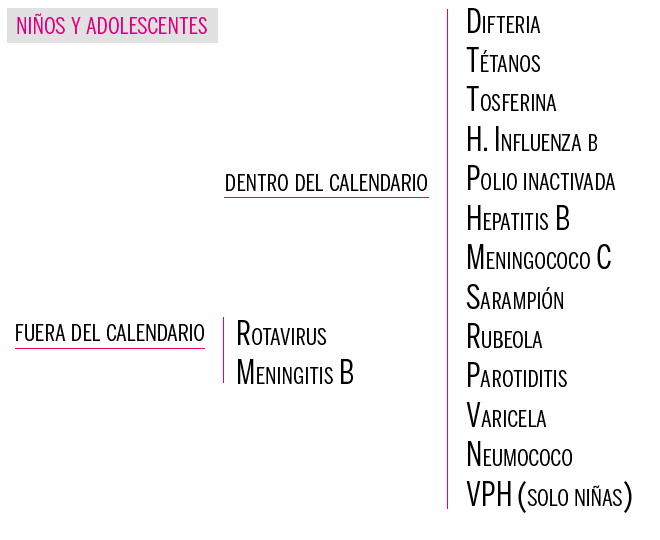 NIÑOS Y ADOLESCENTES
DENTRO DEL CALENDARIO
DIFTERIA
TÉTANOS
TOSFERINA
H. INFLUENZA B
POLIO INACTIVADA
HEPATITIS B
MENINGOCOCO C
SARAMPIÓN
RUBEOLA
PAROTIDITIS
VARICELA
NEUMOCOCO
VPH (SOLO NIÑAS)
FUERA DEL CALENDARIO
ROTAVIRUS
MENINGITIS B